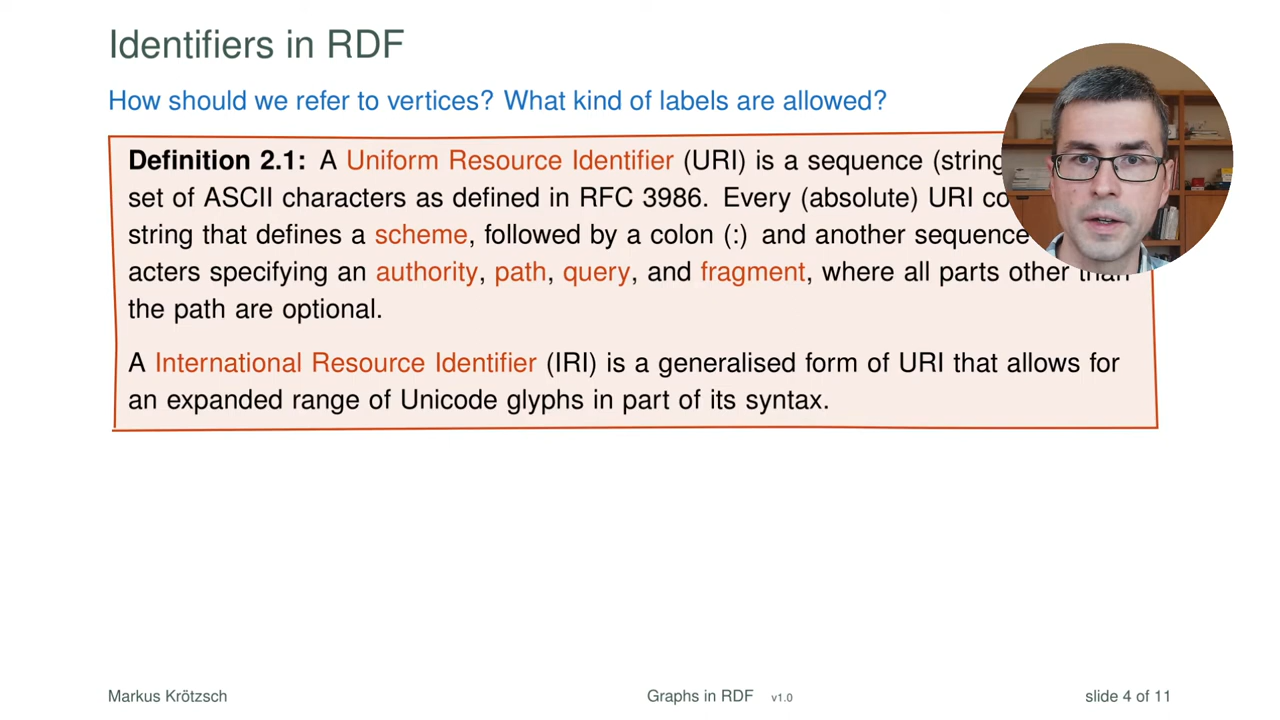 Identifiers in RDF
How should we refer to vertices? What kind of labels are allowed?
Definition 2.1: A Uniform Resource Identifier (URI) is a sequence (string
set of ASCII characters as defined in RFC 3986. Every (absolute) URI co
string that defines a scheme, followed by a colon (:) and another sequence
acters specifying an authority, path, query, and fragment, where all parts other than
the path are optional.
A International Resource Identifier (IRI) is a generalised form of URI that allows for
an expanded range of Unicode glyphs in part of its syntax.
Markus Krötzsch
Graphs in RDF v1.0
slide 4 of 11